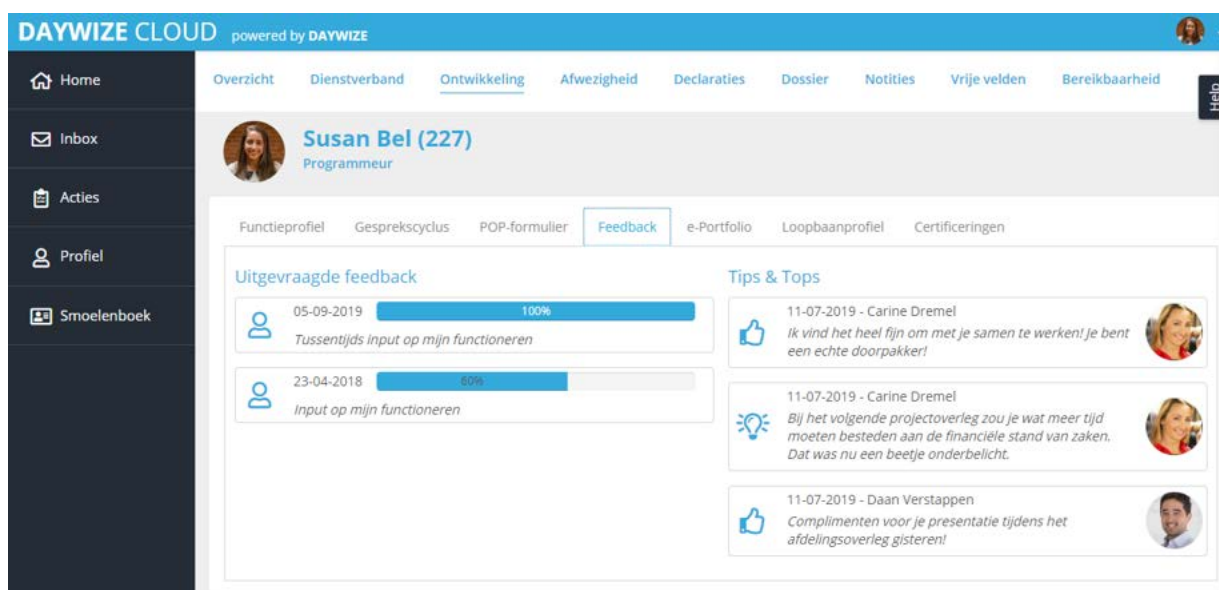 DAYWIZE CLOUD powered by DAYWIZE
Home
Inbox
Acties
Profiel
Smoelenboek
Overzicht Dienstverband Ontwikkeling Afwezigheid Declaraties Dossier Notities Vrije velden Bereikbaarheid
Help
Susan Bel (227)
Programmeur
Functieprofiel Gesprekscyclus POP-formulier Feedback e-Portfolio Loopbaanprofiel Certificeringen
Uitgevraagde feedback
05-09-2019 100%
Tussentijds input op mijn functioneren
23-04-2018 60%
Input op mijn functioneren
Tips & Tops
11-07-2019 - Carine Dremel
Ik vind het heel fijn om met je samen te werken! Je bent
een echte doorpakker!
11-07-2019 - Carine Dremel
Bij het volgende projectoverleg zou je wat meer tijd
moeten besteden aan de financiële stand van zaken.
Dat was nu een beetje onderbelicht.
11-07-2019 - Daan Verstappen
Complimenten voor je presentatie tijdens het
afdelingsoverleg gisteren!